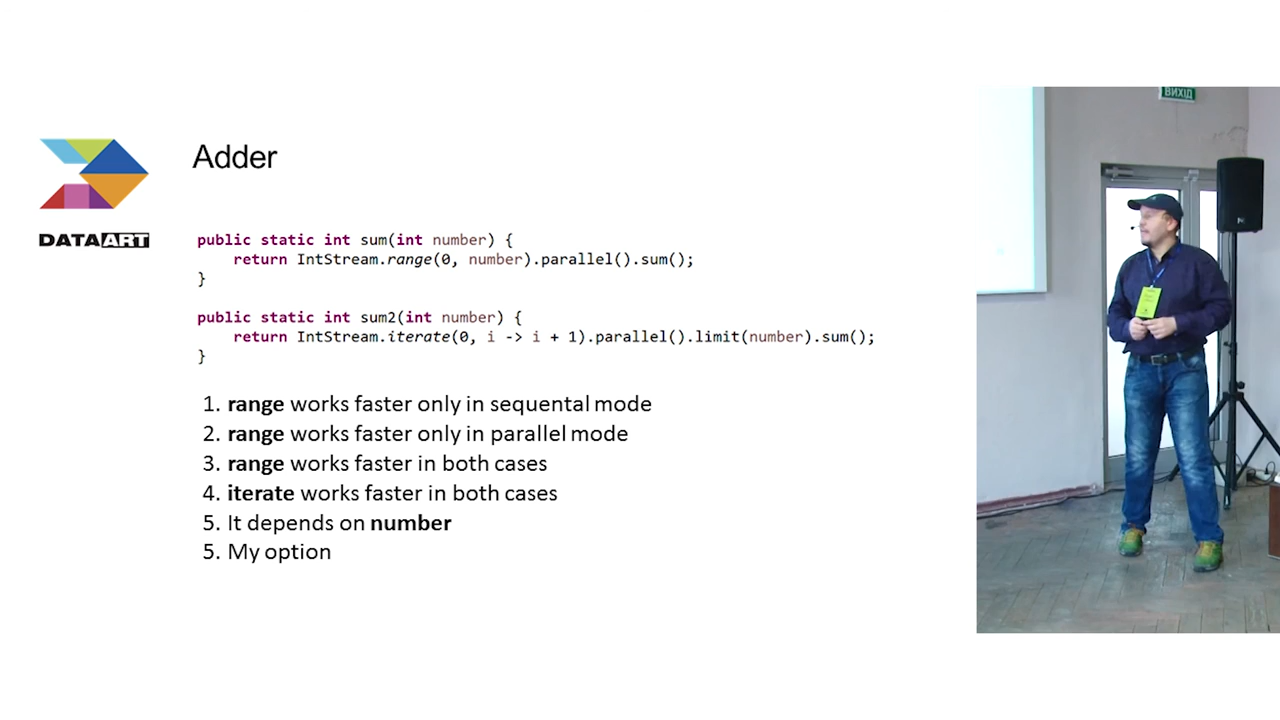 DATAART
Adder
public static int sum(int number) {
return IntStream.range(0, number).parallel().sum();
}
public static int sum2(int number) {
return IntStream.iterate(0, i -> i + 1).parallel().limit(number).sum();
}
1. range works faster only in sequental mode
2. range works faster only in parallel mode
3. range works faster in both cases
4. iterate works faster in both cases
5. It depends on number
5. My option
ВИХІД